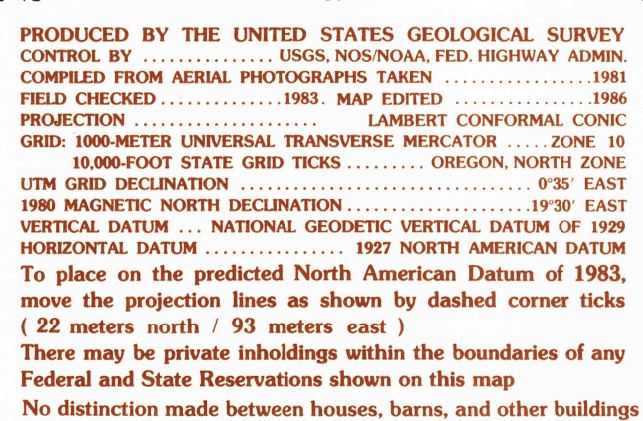 PRODUCED BY THE UNITED STATES GEOLOGICAL SURVEY
CONTROL BY ............... USGS, NOS/NOAA, FED. HIGHWAY ADMIN.
COMPILED FROM AERIAL PHOTOGRAPHS TAKEN ................1981
FIELD CHECKED..............1983. MAP EDITED ...............1986
PROJECTION ..................... LAMBERT CONFORMAL CONIC
GRID: 1000-METER UNIVERSAL TRANSVERSE MERCATOR .....ZONE 10
10,000-FOOT STATE GRID TICKS ......... OREGON, NORTH ZONE
UTM GRID DECLINATION .................................. 0°35′ EAST
1980 MAGNETIC NORTH DECLINATION........................19°30′ EAST
VERTICAL DATUM ... NATIONAL GEODETIC VERTICAL DATUM OF 1929
HORIZONTAL DATUM ................ 1927 NORTH AMERICAN DATUM
To place on the predicted North American Datum of 1983,
move the projection lines as shown by dashed corner ticks
( 22 meters north / 93 meters east )
There may be private inholdings within the boundaries of any
Federal and State Reservations shown on this map
No distinction made between houses, barns, and other buildings